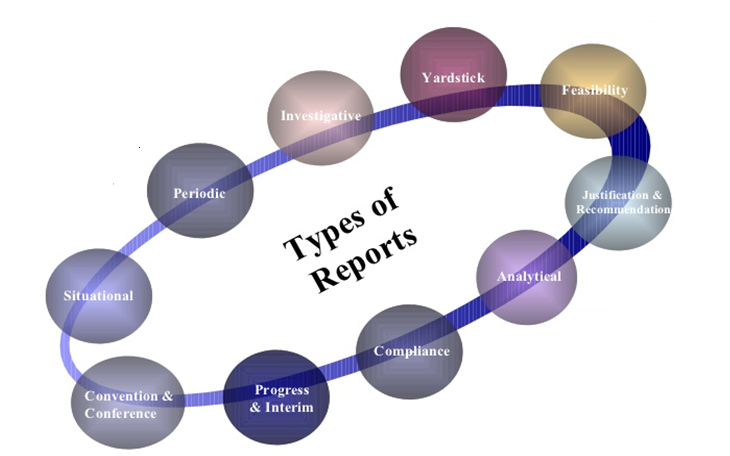 Yardstick
Feasibility
Investigative
Periodic
Justification &
Recommendation
Types of
Reports
Analytical
Situational
Compliance
Convention &
Conference
Progress
& Interim